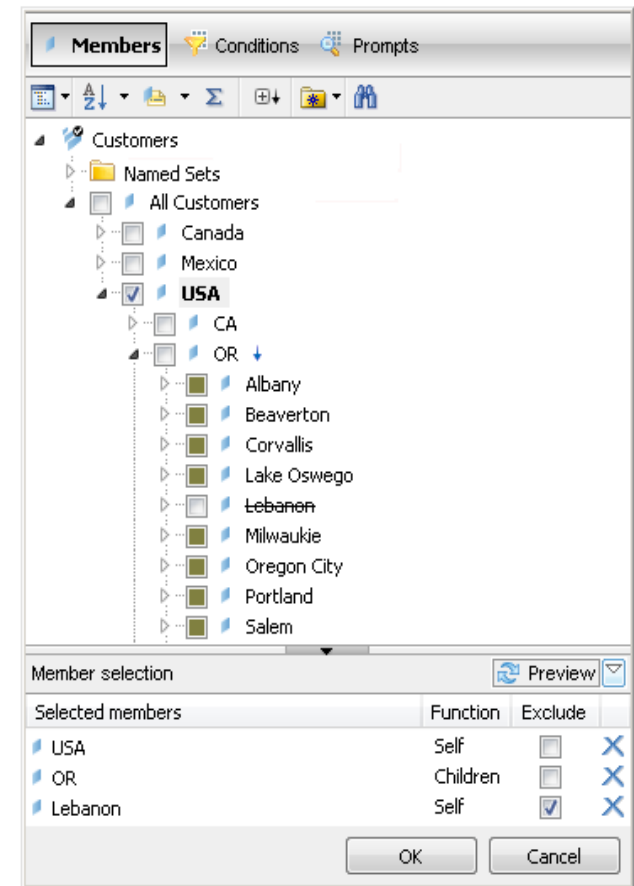 Members Conditions Prompts
Customers
Named Sets
All Customers
Canada
Mexico
USA
CA
OR
Albany
Beaverton
Corvallis
Lake Oswego
Lebanon
Milwaukie
Oregon City
Portland
Salem
Member selection Preview
Selected members Function Exclude
USA Self
OR Children
Lebanon Self
OK Cancel